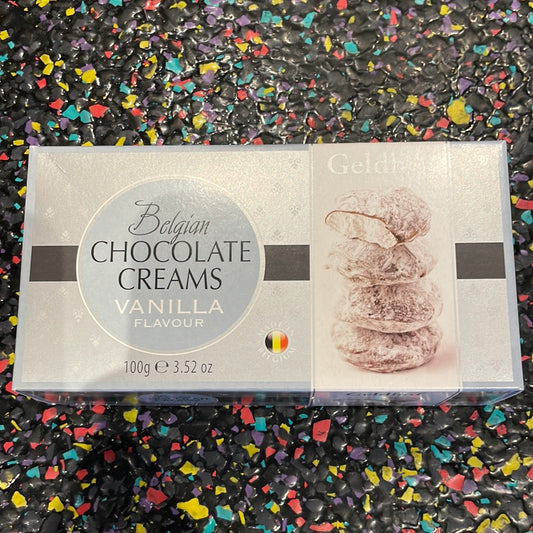 Belgian
CHOCOLATE
CREAMS
VANILLA
FLAVOUR
100g ℮ 3.52 oz